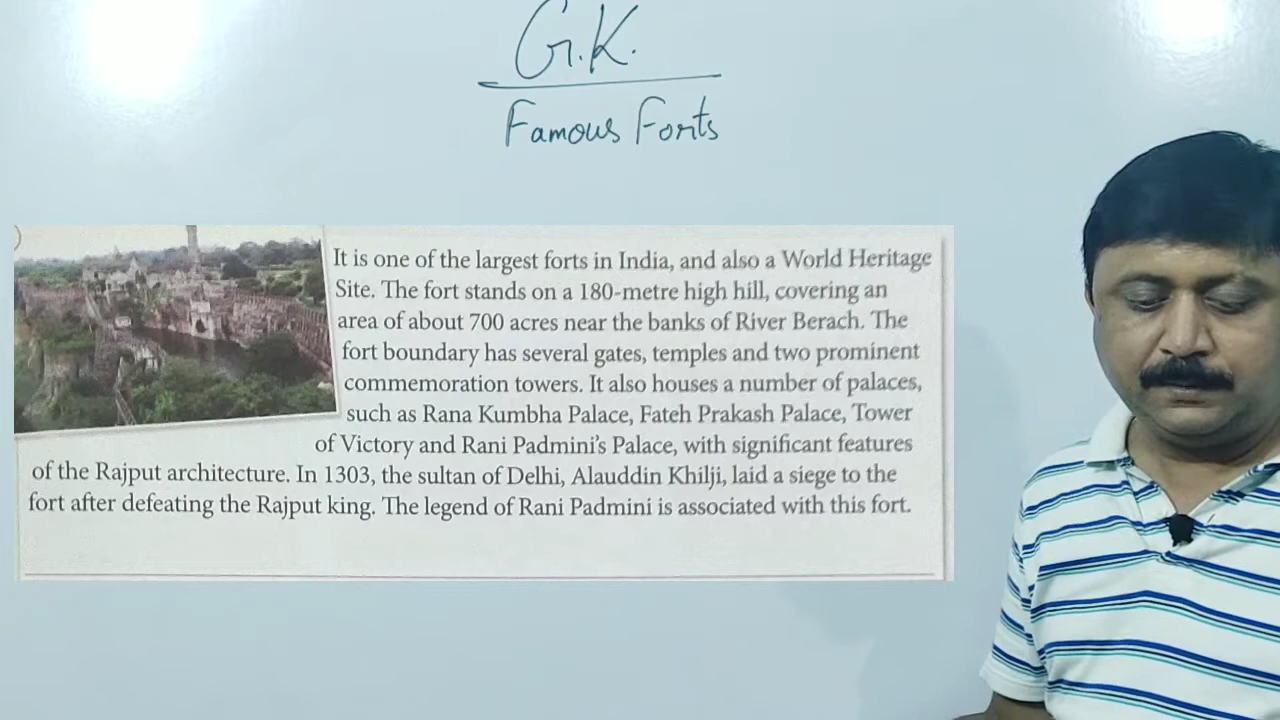 G.K.
Famous Forts
It is one of the largest forts in India, and also a World Heritage
Site. The fort stands on a 180-metre high hill, covering an
area of about 700 acres near the banks of River Berach. The
fort boundary has several gates, temples and two prominent
commemoration towers. It also houses a number of palaces,
such as Rana Kumbha Palace, Fateh Prakash Palace, Tower
of Victory and Rani Padmini's Palace, with significant features
of the Rajput architecture. In 1303, the sultan of Delhi, Alauddin Khilji, laid a siege to the
fort after defeating the Rajput king. The legend of Rani Padmini is associated with this fort.